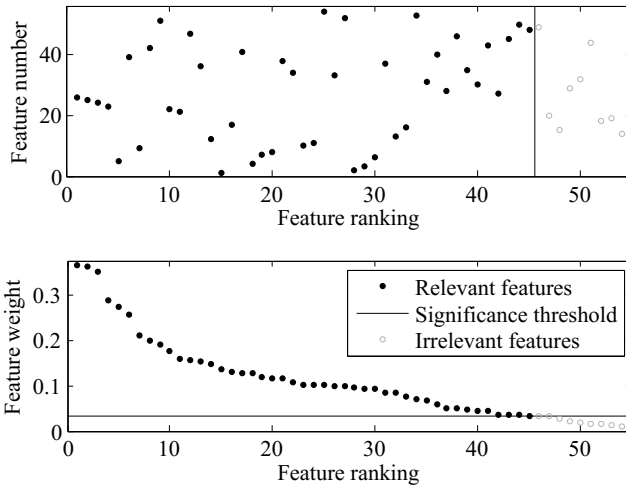 Feature number
40
20
0
0
10
20
30
40
50
Feature ranking
Feature weight
0.3
0.2
0.1
0
Relevant features
Significance threshold
Irrelevant features
0
10
20
30
40
50
Feature ranking